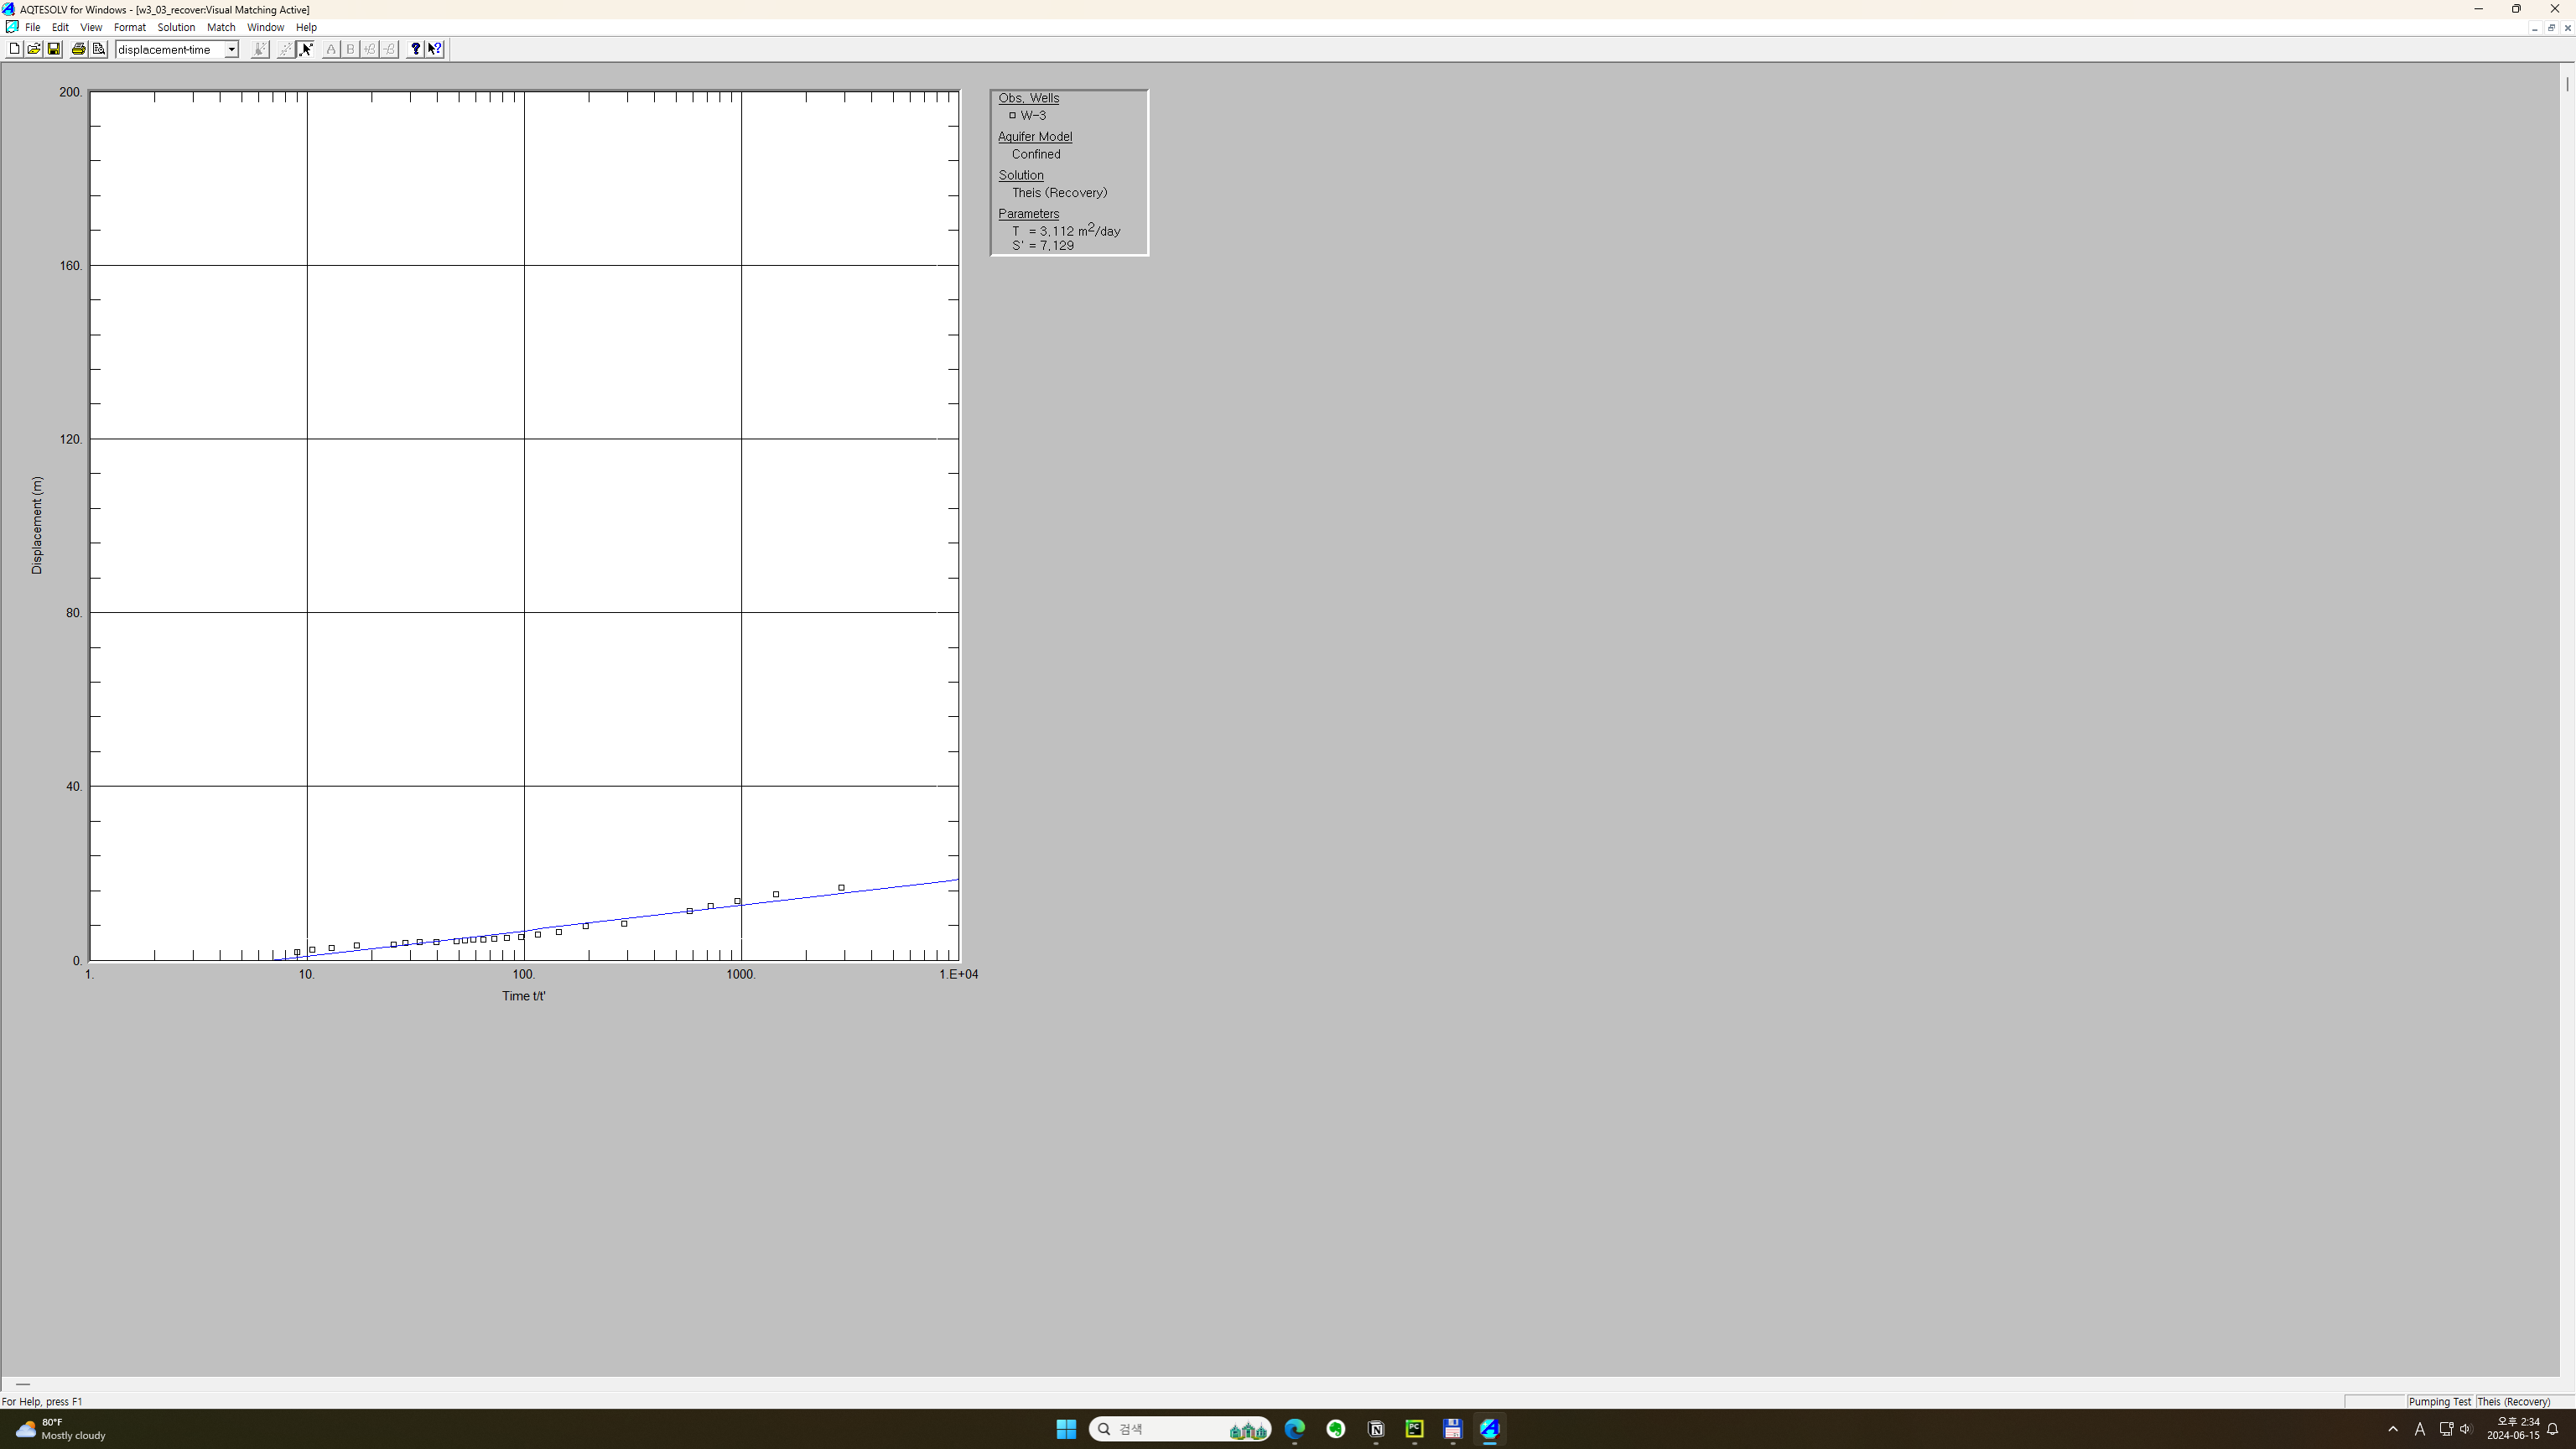 AQTESOLV for Windows - [w3_03_recover:Visual Matching Active]
File Edit View Format Solution Match Window Help
displacement-time
A B +B -B
200.
160.
120.
80.
40.
0.
Displacement (m)
1. 10. 100. 1000. 1.E+04
Time t/t'
Obs. Wells
W-3
Aquifer Model
Confined
Solution
Theis (Recovery)
Parameters
T = 3.112 m2/day
S' = 7.129
For Help, press F1
Pumping Test Theis (Recovery)
80°F
Mostly cloudy
검색
PC
A
오후 2:34
2024-06-15